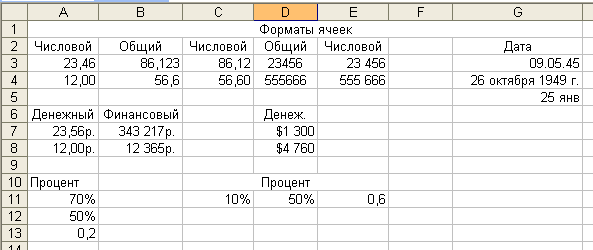 A B C D E F G
1 Форматы ячеек
2 Числовой Общий Числовой Общий Числовой Дата
3 23,46 86,123 86,12 23456 23 456 09.05.45
4 12,00 56,6 56,60 555666 555 666 26 октября 1949 г.
5 25 янв
6 Денежный Финансовый Денеж.
7 23,56р. 343 217р. $1 300
8 12,00р. 12 365р. $4 760
9
10 Процент Процент
11 70% 10% 50% 0,6
12 50%
13 0,2